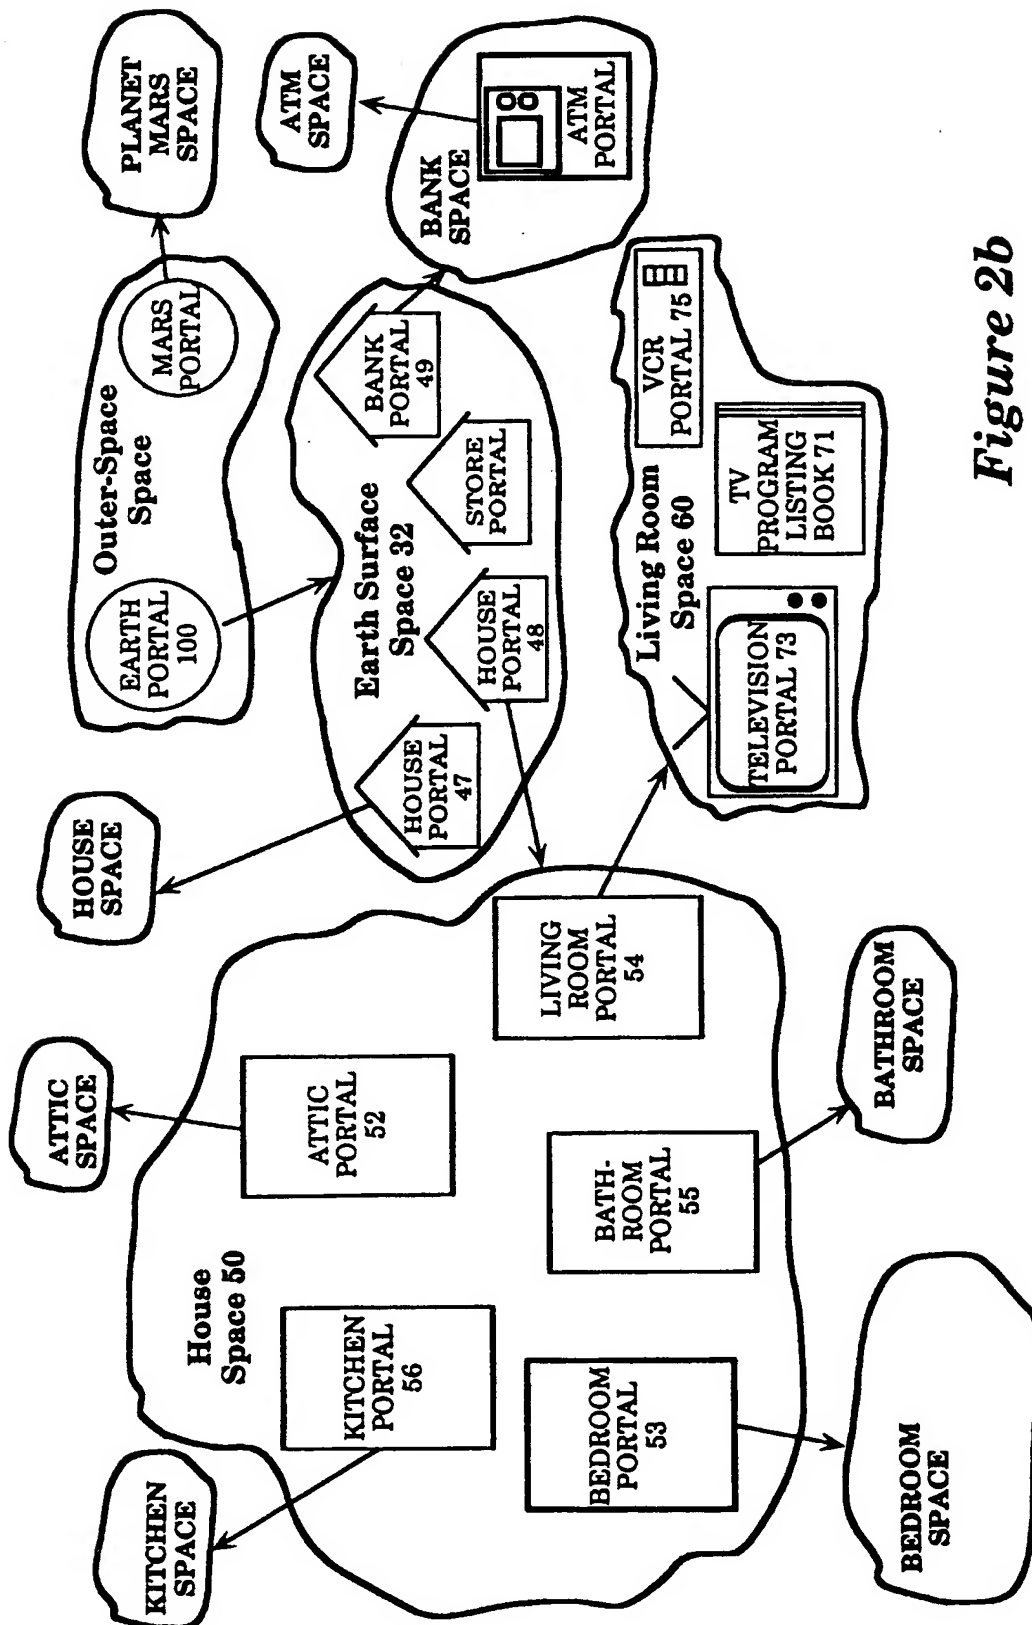 KITCHEN
SPACE
ATTIC
SPACE
HOUSE
SPACE
Outer-Space
Space
EARTH
PORTAL
100
MARS
PORTAL
PLANET
MARS
SPACE
ATM
SPACE
House
Space 50
KITCHEN
PORTAL
56
ATTIC
PORTAL
52
BEDROOM
PORTAL
53
BATH-
ROOM
PORTAL
55
LIVING
ROOM
PORTAL
54
Earth Surface
Space 32
HOUSE
PORTAL
47
HOUSE
PORTAL
48
STORE
PORTAL
BANK
PORTAL
49
BANK
SPACE
ATM
PORTAL
Living Room
Space 60
TELEVISION
PORTAL 73
TV
PROGRAM
LISTING
BOOK 71
VCR
PORTAL 75
BEDROOM
SPACE
BATHROOM
SPACE
Figure 2b